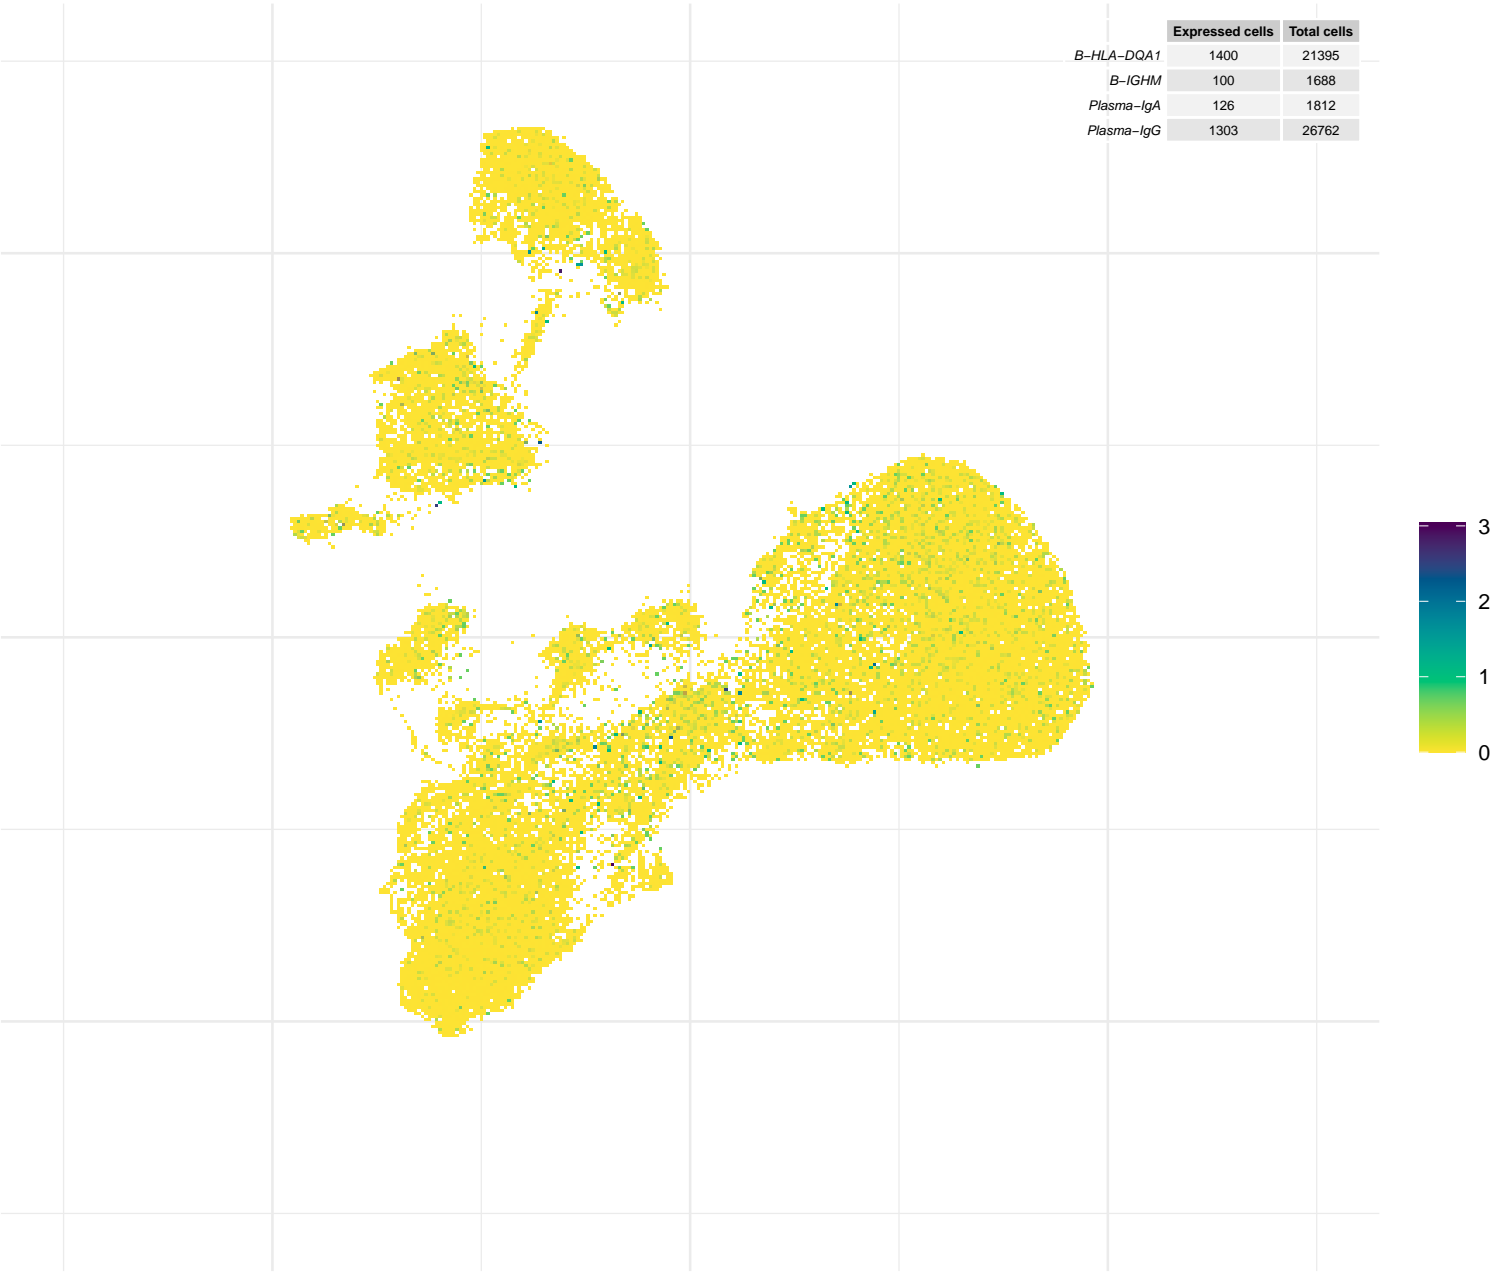 Expressed cells Total cells
B−HLA−DQA1 1400 21395
B−IGHM 100 1688
Plasma−IgA 126 1812
Plasma−IgG 1303 26762
3
2
1
0